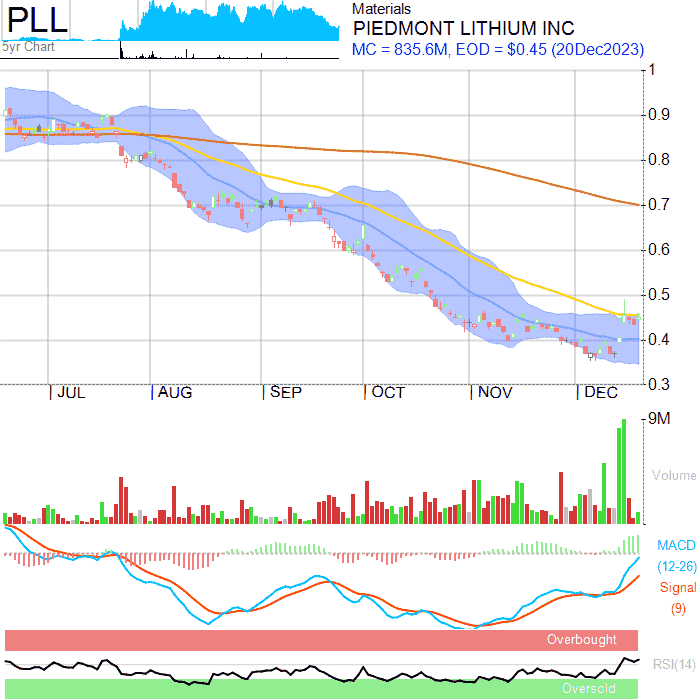 PLL
5yr Chart
Materials
PIEDMONT LITHIUM INC
MC = 835.6M, EOD = $0.45 (20Dec2023)
1
0.9
0.8
0.7
0.6
0.5
0.4
0.3
JUL AUG SEP OCT NOV DEC
9M
Volume
MACD
(12-26)
Signal
(9)
Overbought
RSI(14)
Oversold